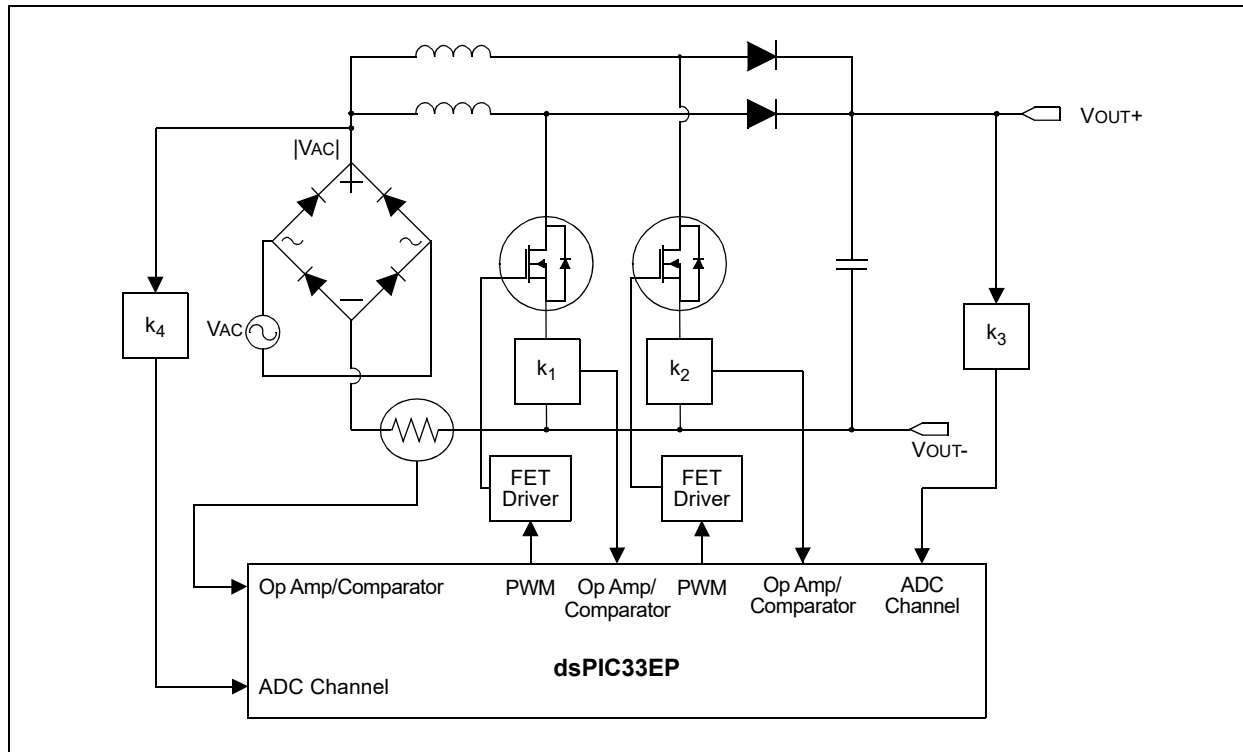 VOUT+
|VAC|
+
k4
VAC
−
k1
k2
k3
VOUT-
FET
Driver
FET
Driver
Op Amp/Comparator
PWM
Op Amp/
Comparator
PWM
Op Amp/
Comparator
ADC
Channel
dsPIC33EP
ADC Channel